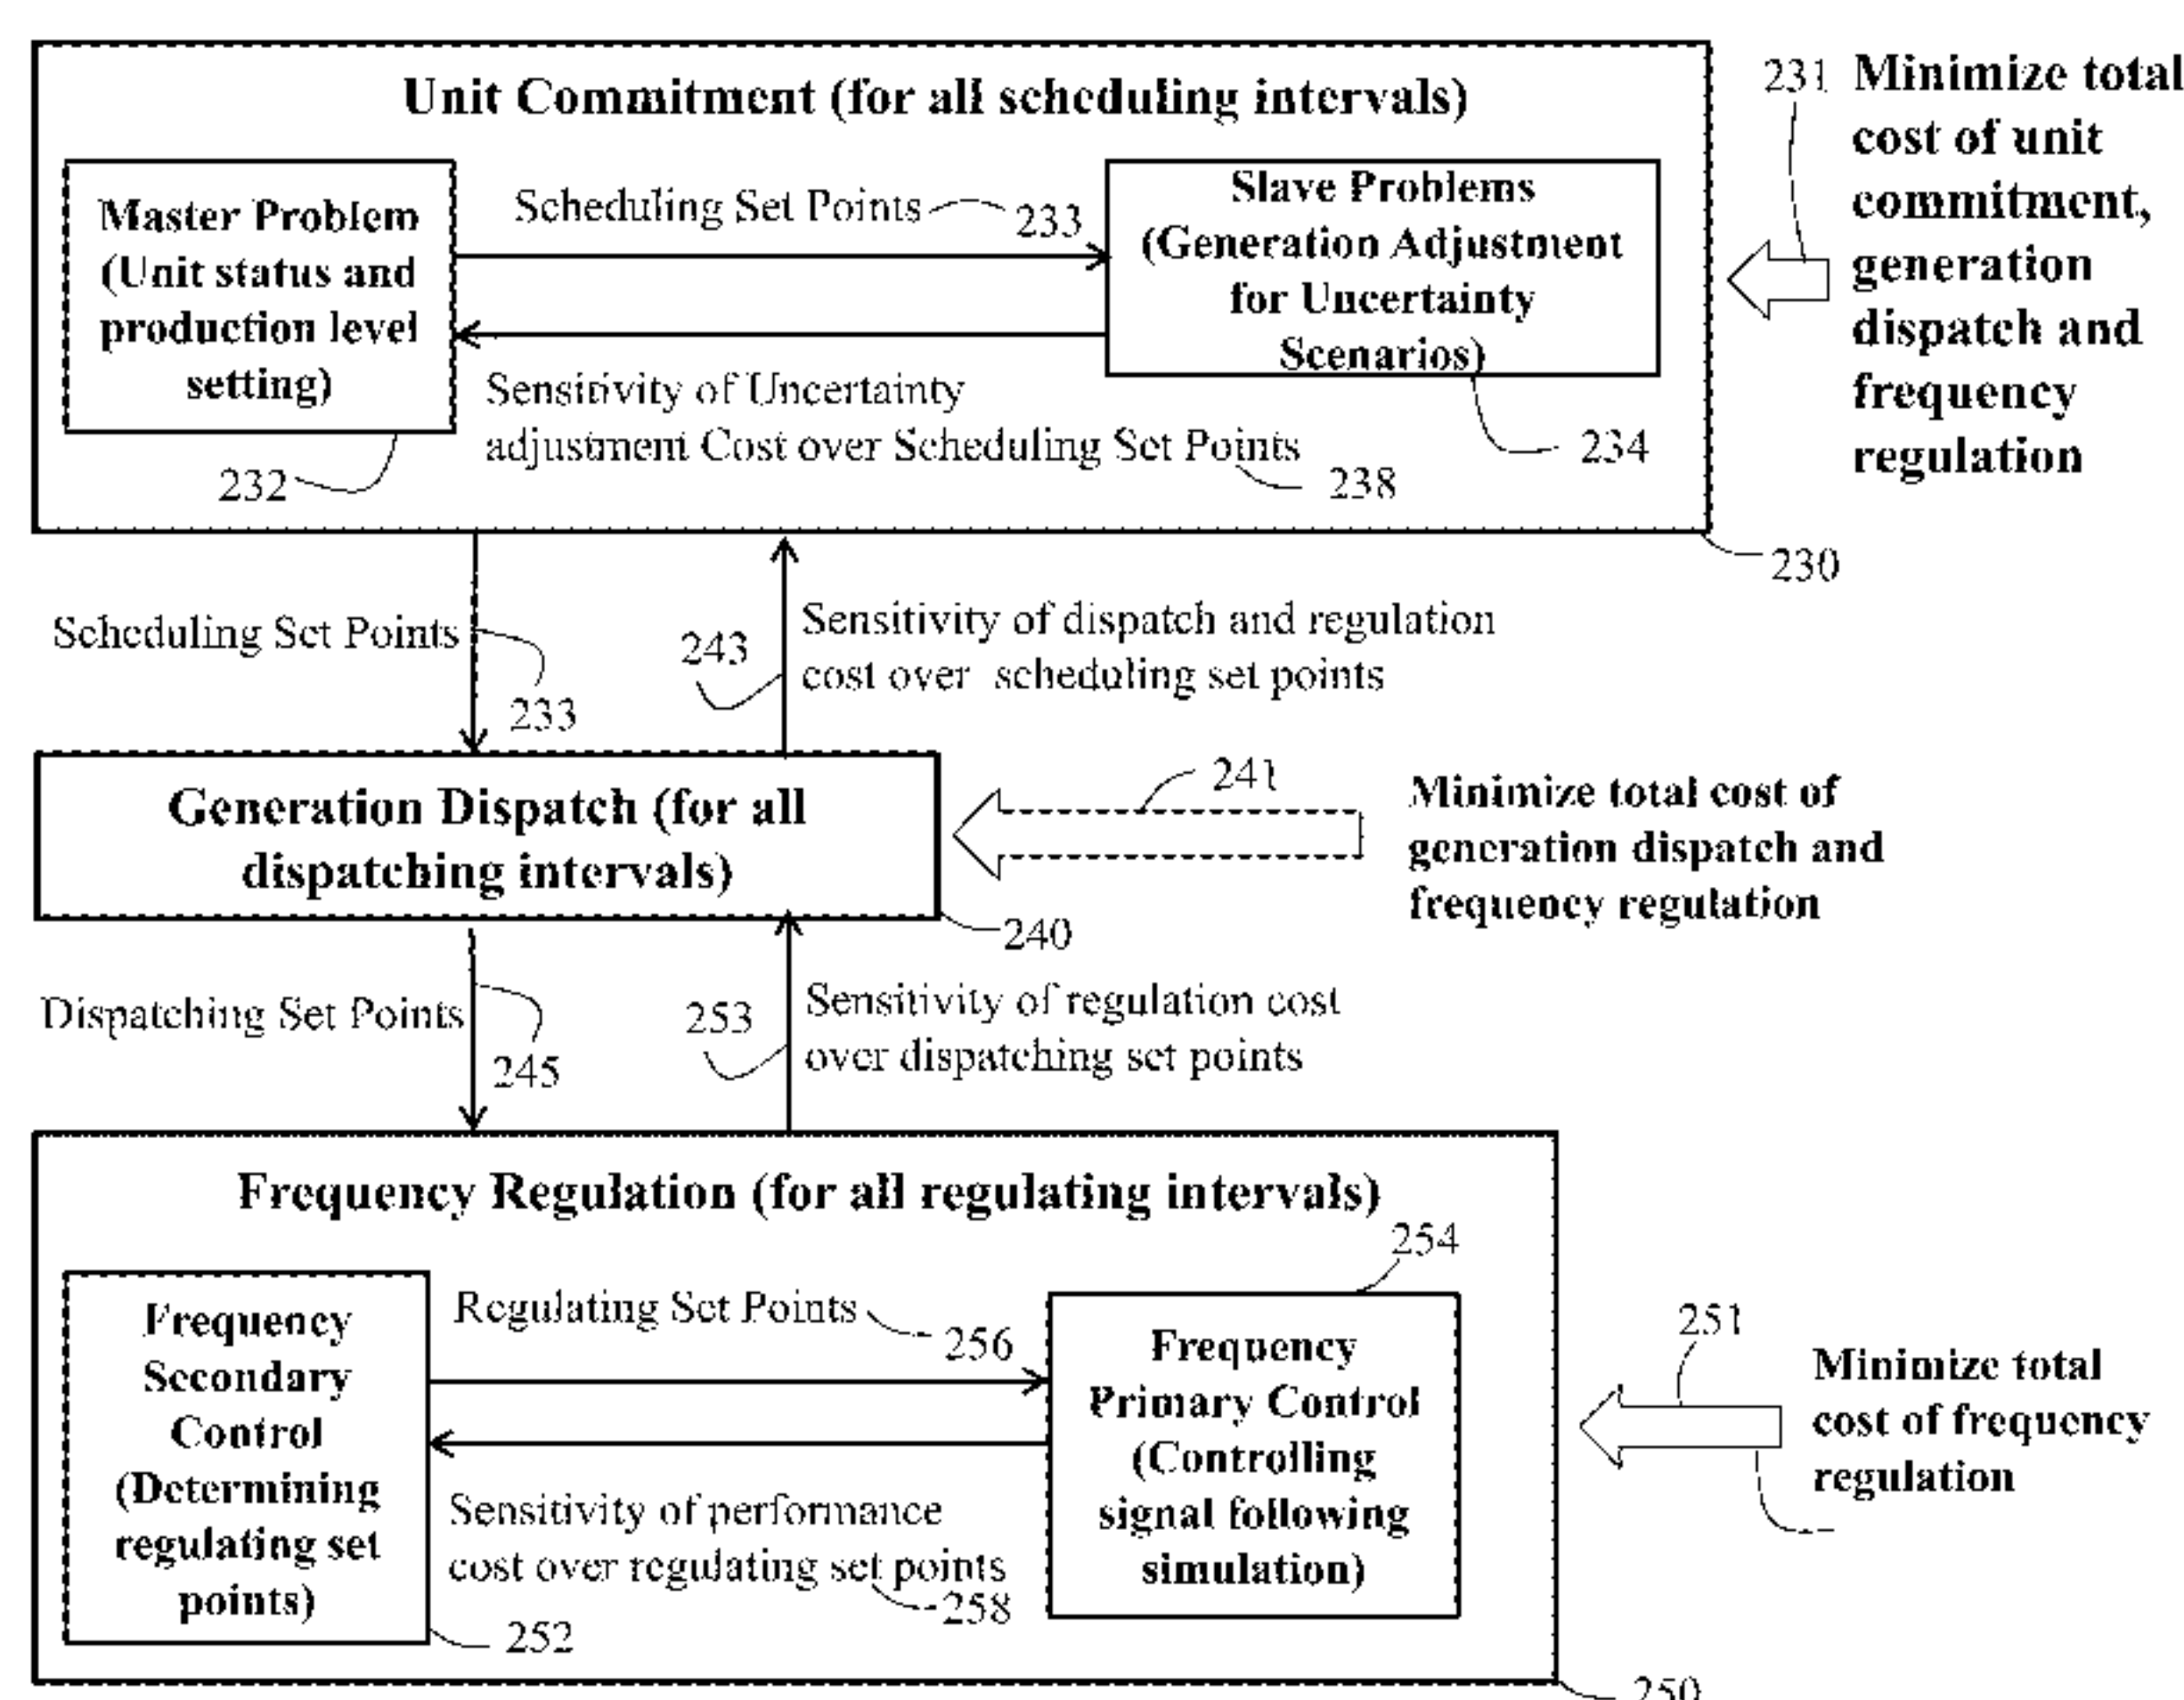 Unit Commitment (for all scheduling intervals)
Master Problem
(Unit status and
production level
setting)
232
Scheduling Set Points
233
Sensitivity of Uncertainty
adjustment Cost over Scheduling Set Points
238
Slave Problems
(Generation Adjustment
for Uncertainty
Scenarios)
234
230
231
Minimize total
cost of unit
commitment,
generation
dispatch and
frequency
regulation
Scheduling Set Points
233
243
Sensitivity of dispatch and regulation
cost over scheduling set points
Generation Dispatch (for all
dispatching intervals)
240
241
Minimize total cost of
generation dispatch and
frequency regulation
Dispatching Set Points
245
253
Sensitivity of regulation cost
over dispatching set points
Frequency Regulation (for all regulating intervals)
Frequency
Secondary
Control
(Determining
regulating set
points)
252
Regulating Set Points
256
Sensitivity of performance
cost over regulating set points
258
254
Frequency
Primary Control
(Controlling
signal following
simulation)
251
Minimize total
cost of frequency
regulation
250